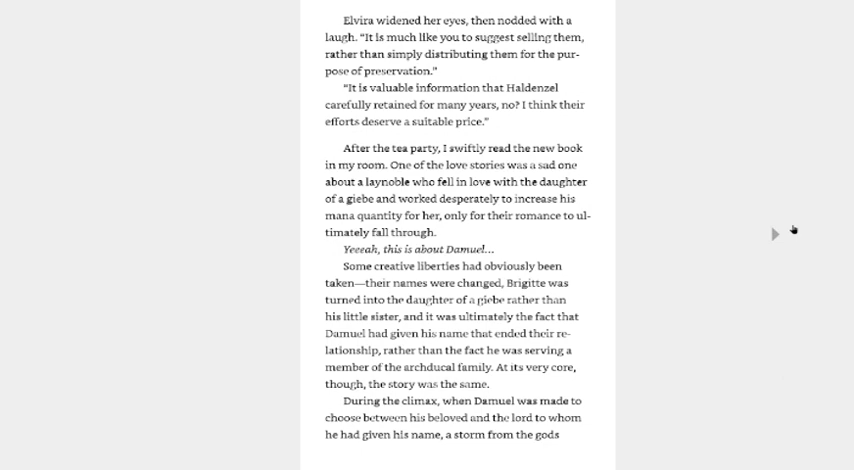 Elvira widened her eyes, then nodded with a
laugh. “It is much like you to suggest selling them,
rather than simply distributing them for the pur-
pose of preservation.”
“It is valuable information that Haldenzel
carefully retained for many years, no? I think their
efforts deserve a suitable price.”
After the tea party, I swiftly read the new book
in my room. One of the love stories was a sad one
about a laynoble who fell in love with the daughter
of a giebe and worked desperately to increase his
mana quantity for her, only for their romance to ul-
timately fall through.
Yeeeah, this is about Damuel...
Some creative liberties had obviously been
taken—their names were changed, Brigitte was
turned into the daughter of a giebe rather than
his little sister, and it was ultimately the fact that
Damuel had given his name that ended their re-
lationship, rather than the fact he was serving a
member of the archducal family. At its very core,
though, the story was the same.
During the climax, when Damuel was made to
choose between his beloved and the lord to whom
he had given his name, a storm from the gods